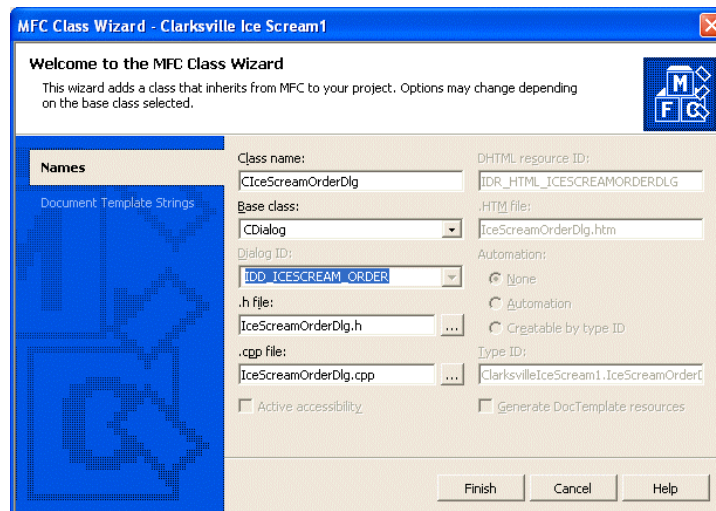 MFC Class Wizard - Clarksville Ice Scream1
Welcome to the MFC Class Wizard
This wizard adds a class that inherits from MFC to your project. Options may change depending
on the base class selected.
M
F C
Names
Document Template Strings
Class name:
CIceScreamOrderDlg
Base class:
CDialog
Dialog ID:
IDD_ICESCREAM_ORDER
.h file:
IceScreamOrderDlg.h
...
.cpp file:
IceScreamOrderDlg.cpp
...
Active accessibility
DHTML resource ID:
IDR_HTML_ICESCREAMORDERDLG
.HTM file:
IceScreamOrderDlg.htm
Automation:
None
Automation
Creatable by type ID
Type ID:
ClarksvilleIceScream1.IceScreamOrderD
Generate DocTemplate resources
Finish
Cancel
Help